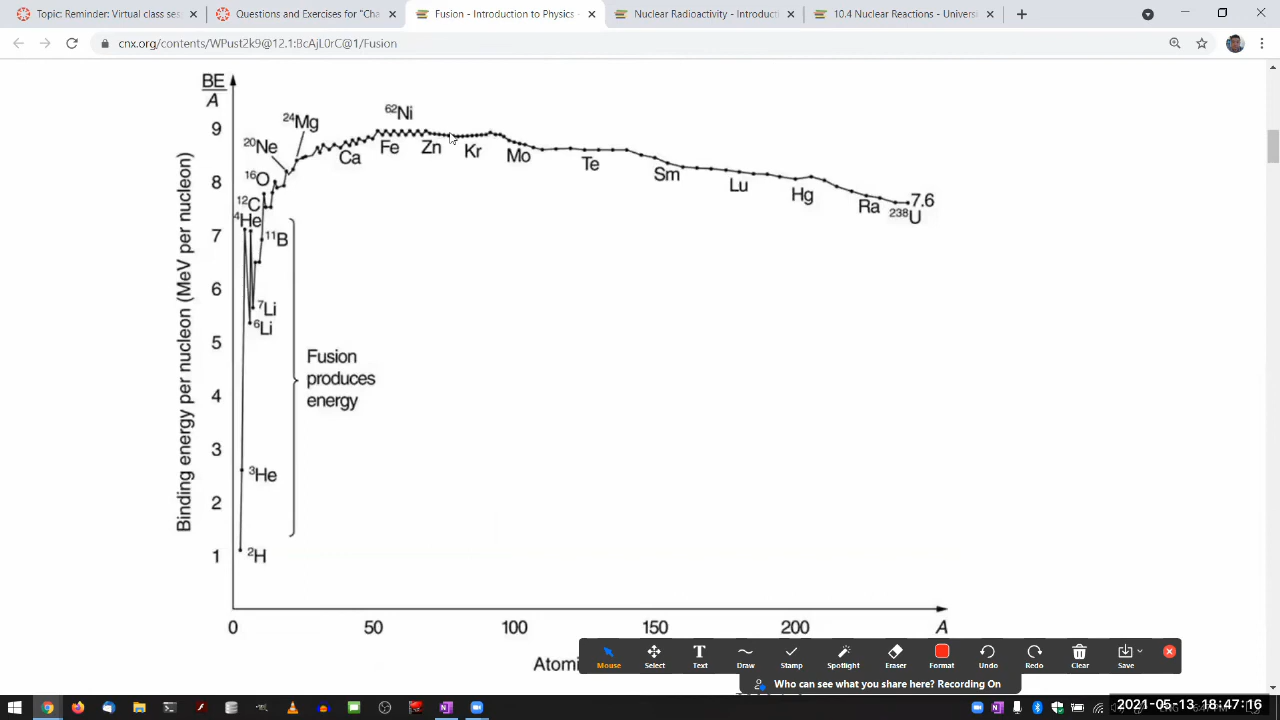 Topic: Reminder: Virtual classes
Questions and Exercises for "Cha
Fusion - Introduction to Physics -
Nuclear Radioactivity - Introducti
10.4 Nuclear Reactions - Universi
cnx.org/contents/WPust2k9@12.1:BcAjL0rC@1/Fusion
BE
A
Binding energy per nucleon (MeV per nucleon)
9
8
7
6
5
4
3
2
1
62Ni
24Mg
20Ne
16O
12C
4He
11B
7Li
6Li
3He
2H
Ca
Fe
Zn
Kr
Mo
Te
Sm
Lu
Hg
Ra
238U
7.6
Fusion
produces
energy
0
50
100
150
200
A
Atomi
Mouse
Select
Text
Draw
Stamp
Spotlight
Eraser
Format
Undo
Redo
Clear
Save
Who can see what you share here? Recording On
2021-05-13 18:47:16